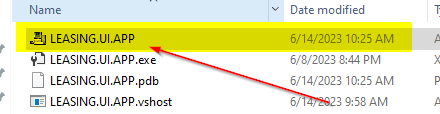 Name Date modified
LEASING.UI.APP 6/14/2023 10:25 AM
LEASING.UI.APP.exe 6/8/2023 8:44 PM
LEASING.UI.APP.pdb 6/14/2023 10:25 AM
LEASING.UI.APP.vshost 6/14/2023 9:58 AM